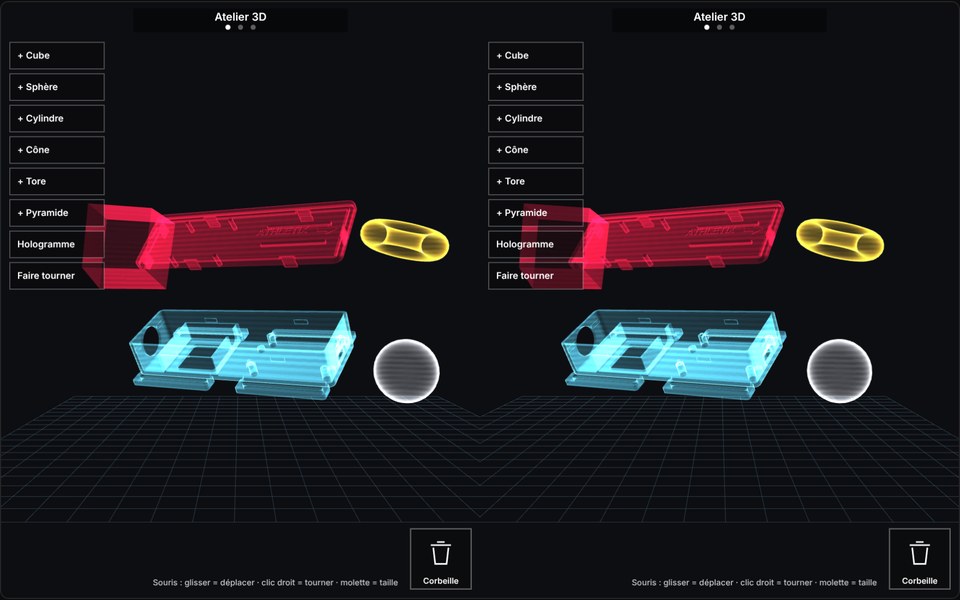 Atelier 3D
+ Cube
+ Sphère
+ Cylindre
+ Cône
+ Tore
+ Pyramide
Hologramme
Faire tourner
Souris : glisser = déplacer · clic droit = tourner · molette = taille
Corbeille
Atelier 3D
+ Cube
+ Sphère
+ Cylindre
+ Cône
+ Tore
+ Pyramide
Hologramme
Faire tourner
Souris : glisser = déplacer · clic droit = tourner · molette = taille
Corbeille